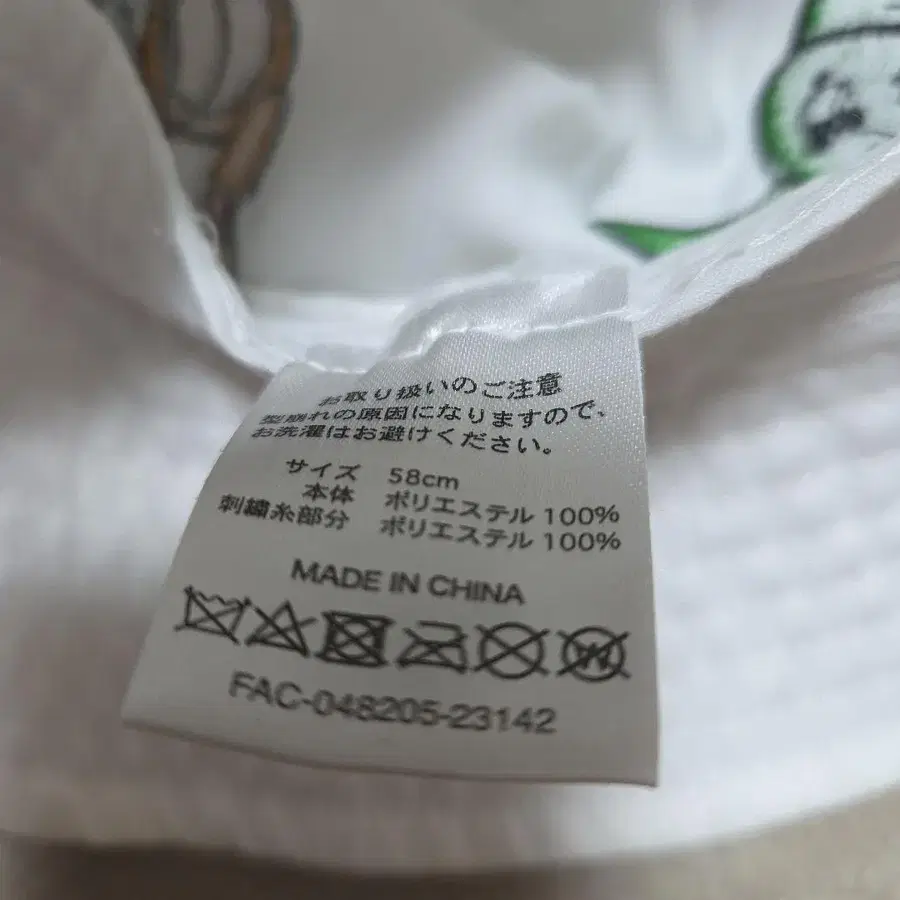 お取り扱いのご注意
型崩れの原因になりますので、
お洗濯はお避けください。
サイズ 58cm
本体 ポリエステル 100%
刺繍糸部分 ポリエステル 100%
MADE IN CHINA
W
FAC-048205-23142